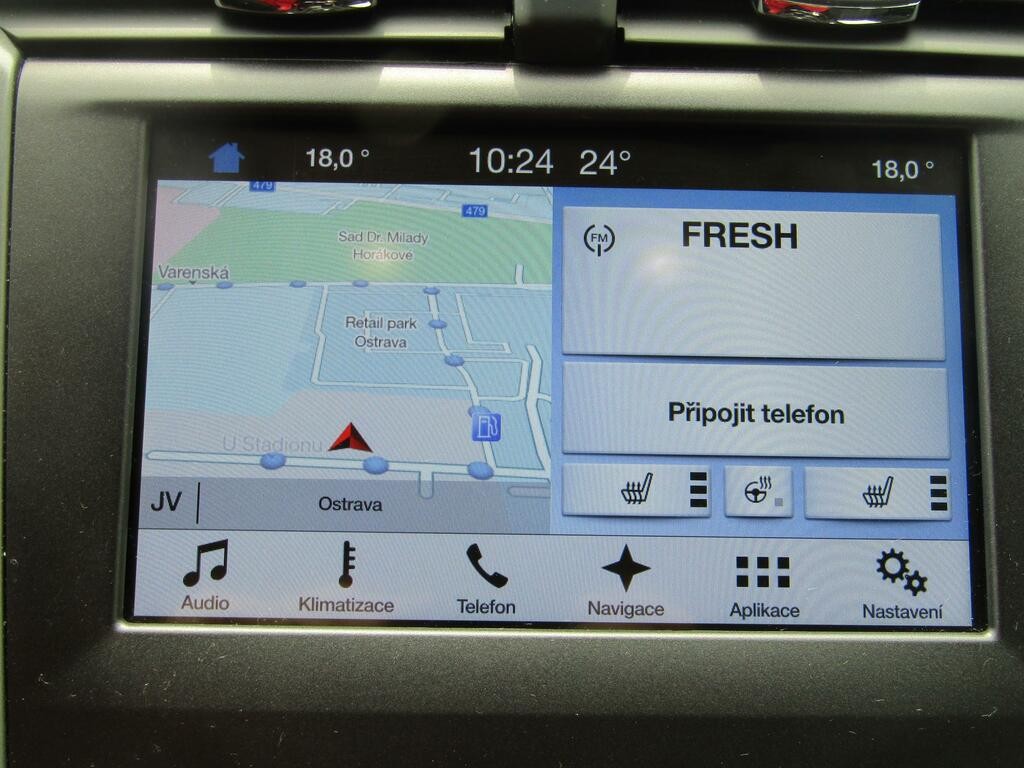 18,0 °
10:24 24°
18,0 °
479
479
Sad Dr. Milady
Horákové
Varenská
Retail park
Ostrava
U Stadionu
JV
Ostrava
FM
FRESH
Připojit telefon
Audio
Klimatizace
Telefon
Navigace
Aplikace
Nastavení